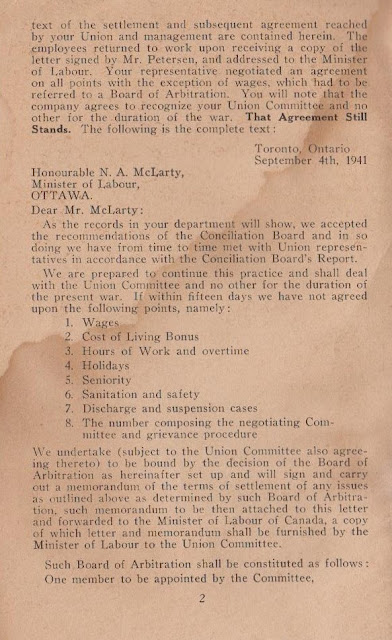 text of the settlement and subsequent agreement reached
by your Union and management are contained herein. The
employees returned to work upon receiving a copy of the
letter signed by Mr. Petersen, and addressed to the Minister
of Labour. Your representative negotiated an agreement
on all points with the exception of wages, which had to be
referred to a Board of Arbitration. You will note that the
company agrees to recognize your Union Committee and no
other for the duration of the war. That Agreement Still
Stands. The following is the complete text:
Toronto, Ontario
September 4th, 1941
Honourable N. A. McLarty,
Minister of Labour,
OTTAWA.
Dear Mr. McLarty:
As the records in your department will show, we accepted
the recommendations of the Conciliation Board and in so
doing we have from time to time met with Union represen-
tatives in accordance with the Conciliation Board's Report.
We are prepared to continue this practice and shall deal
with the Union Committee and no other for the duration of
the present war. If within fifteen days we have not agreed
upon the following points, namely:
1. Wages
2. Cost of Living Bonus
3. Hours of Work and overtime
4. Holidays
5. Seniority
6. Sanitation and safety
7. Discharge and suspension cases
8. The number composing the negotiating Com-
mittee and grievance procedure
We undertake (subject to the Union Committee also agree-
ing thereto) to be bound by the decision of the Board of
Arbitration as hereinafter set up and will sign and carry
out a memorandum of the terms of settlement of any issues
as outlined above as determined by such Board of Arbitra-
tion, such memorandum to be then attached to this letter
and forwarded to the Minister of Labour of Canada, a copy
of which letter and memorandum shall be furnished by the
Minister of Labour to the Union Committee.
Such Board of Arbitration shall be constituted as follows:
One member to be appointed by the Committee,
2